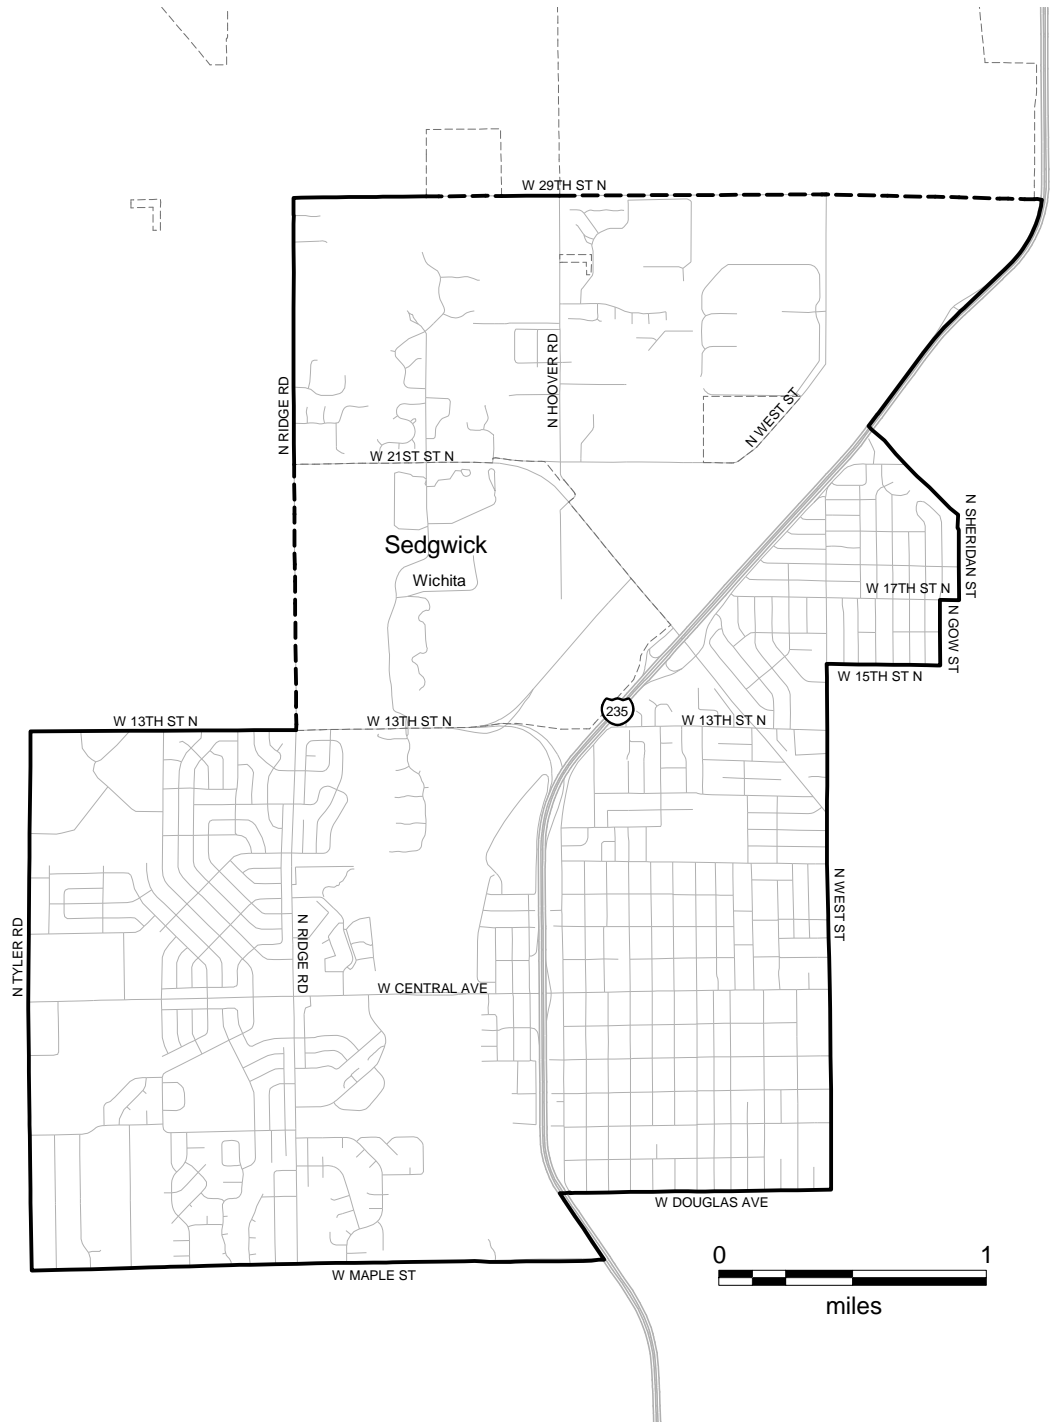 W 29TH ST N
N HOOVER RD
N RIDGE RD
N WEST ST
W 21ST ST N
N SHERIDAN ST
Sedgwick
Wichita
W 17TH ST N
N GOW ST
W 15TH ST N
235
W 13TH ST N
W 13TH ST N
W 13TH ST N
N WEST ST
N TYLER RD
N RIDGE RD
W CENTRAL AVE
W DOUGLAS AVE
0 1
W MAPLE ST
miles